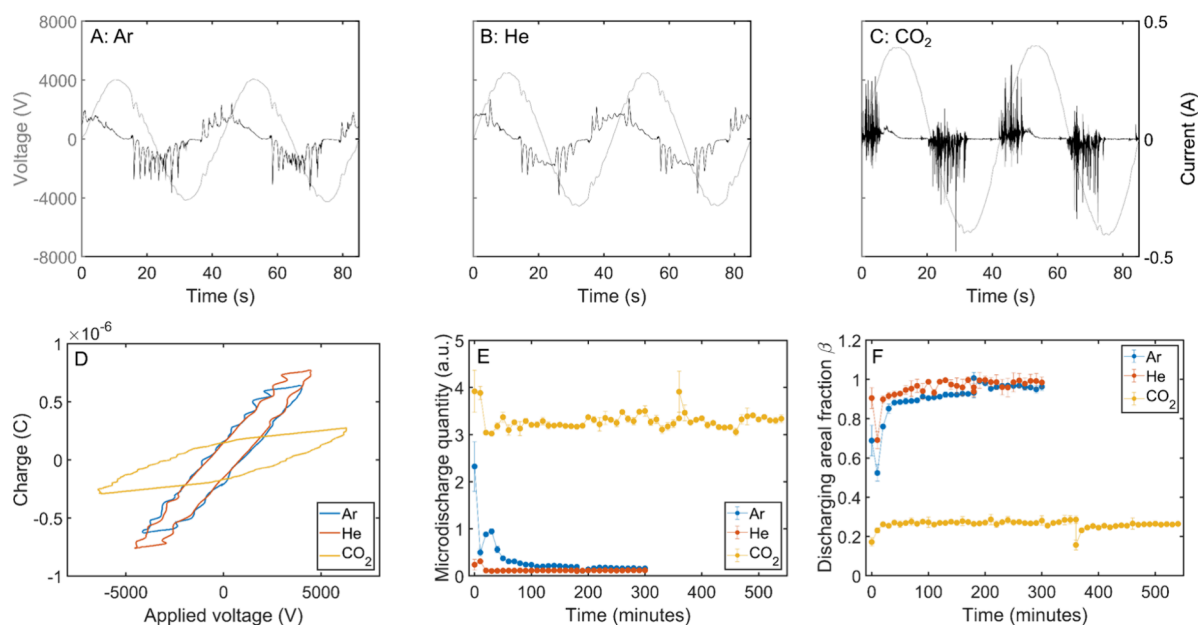 A: Ar
B: He
C: CO2
8000
4000
0
-4000
-8000
Voltage (V)
0.5
0
-0.5
Current (A)
0 20 40 60 80
Time (s)
0 20 40 60 80
Time (s)
0 20 40 60 80
Time (s)
D
×10-6
1
0.5
0
-0.5
-1
Charge (C)
-5000 0 5000
Applied voltage (V)
Ar
He
CO2
E
5
4
3
2
1
0
Microdischarge quantity (a.u.)
0 100 200 300 400 500
Time (minutes)
Ar
He
CO2
F
1.2
1
0.8
0.6
0.4
0.2
0
Discharging areal fraction β
0 100 200 300 400 500
Time (minutes)
Ar
He
CO2